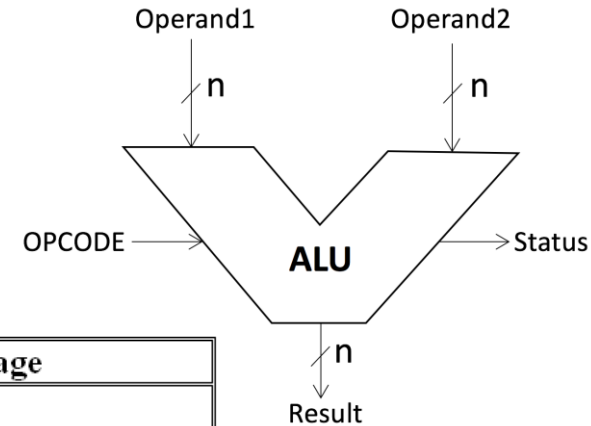 Operand1 Operand2
n n
OPCODE ALU Status
n
Result